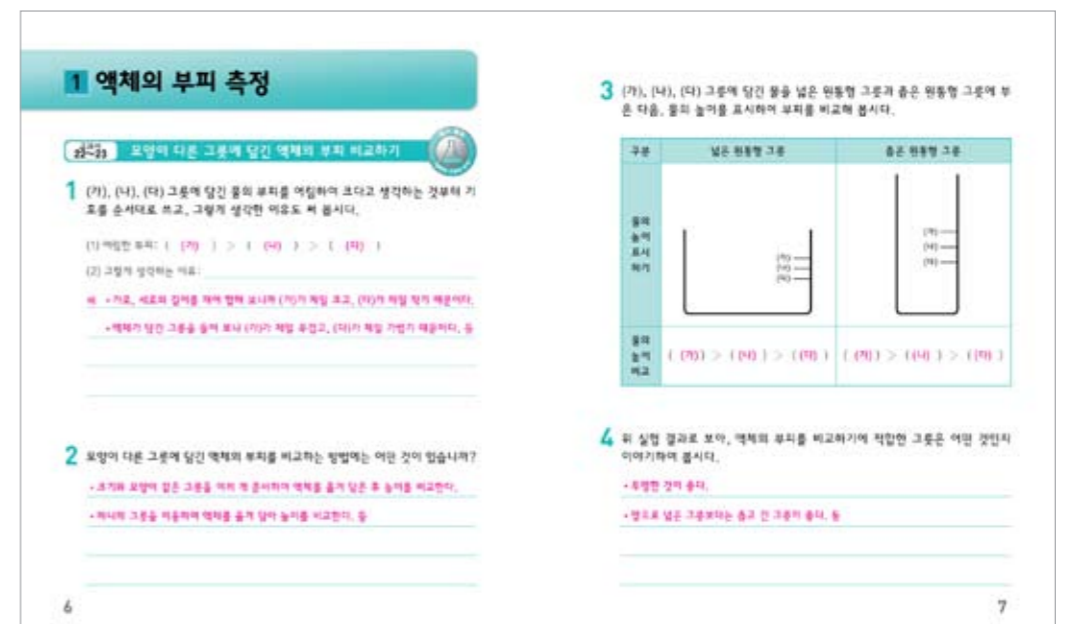 1 액체의 부피 측정
22~23 모양이 다른 그릇에 담긴 액체의 부피 비교하기
1 (가), (나), (다) 그릇에 담긴 물의 부피를 어림하여 크다고 생각하는 것부터 기
호를 순서대로 쓰고, 그렇게 생각한 이유도 써 봅시다.
(1) 어림한 부피: ( (가) ) > ( (나) ) > ( (다) )
(2) 그렇게 생각하는 이유:
예 • 가로, 세로의 길이를 재어 합해 보니까 (가)가 제일 크고, (다)가 제일 작기 때문이다.
• 액체가 담긴 그릇을 들어 보니 (가)가 제일 무겁고, (다)가 제일 가볍기 때문이다. 등
2 모양이 다른 그릇에 담긴 액체의 부피를 비교하는 방법에는 어떤 것이 있습니까?
• 크기와 모양이 같은 그릇을 여러 개 준비하여 액체를 옮겨 담은 후 높이를 비교한다.
• 하나의 그릇을 이용하여 액체를 옮겨 담아 높이를 비교한다. 등
6
3 (가), (나), (다) 그릇에 담긴 물을 넓은 원통형 그릇과 좁은 원통형 그릇에 부
은 다음, 물의 높이를 표시하여 부피를 비교해 봅시다.
구분 넓은 원통형 그릇 좁은 원통형 그릇
물의
높이
표시
하기
(가)
(나)
(다)
(가)
(나)
(다)
물의
높이
비교
( (가) ) > ( (나) ) > ( (다) ) ( (가) ) > ( (나) ) > ( (다) )
4 위 실험 결과로 보아, 액체의 부피를 비교하기에 적합한 그릇은 어떤 것인지
이야기하여 봅시다.
• 투명한 것이 좋다.
• 옆으로 넓은 그릇보다는 좁고 긴 그릇이 좋다. 등
7